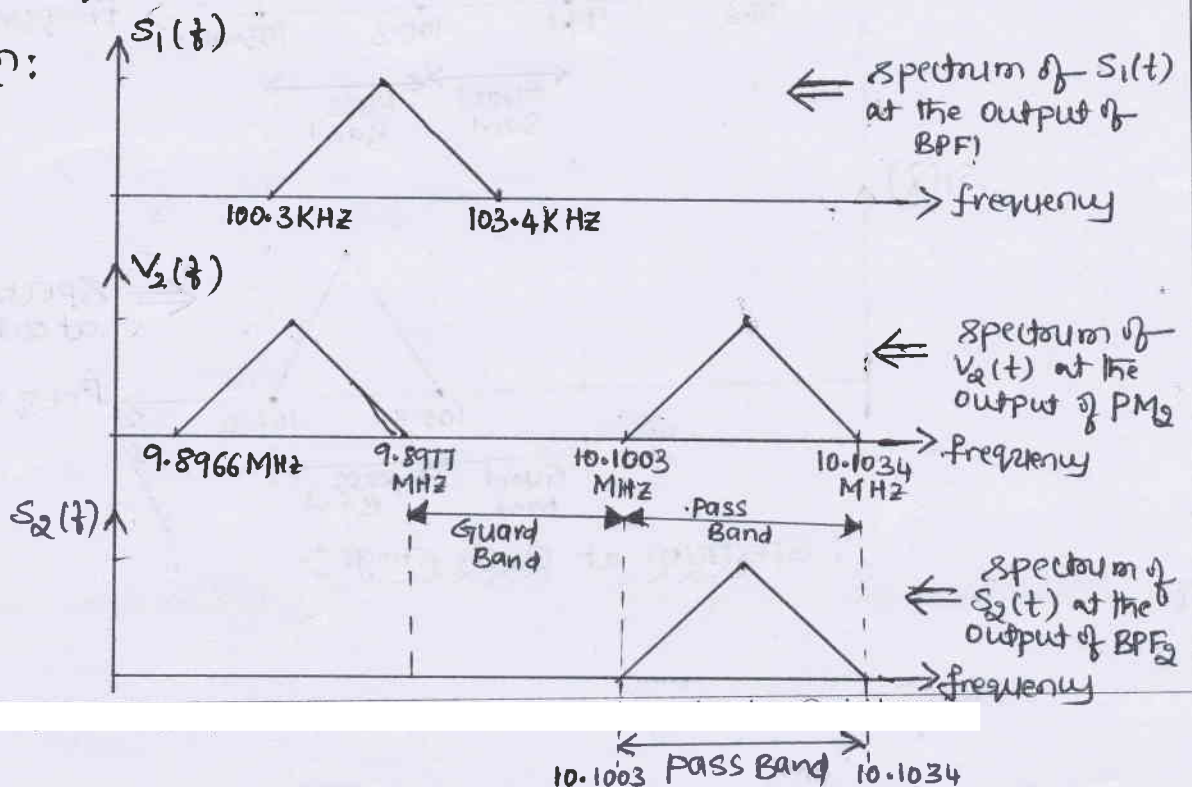 S₁(f)
n:
⇐ spectrum of S₁(t)
at the output of
BPF1
100.3KHZ 103.4KHZ → frequency
V₂(f)
⇐ spectrum of
V₂(t) at the
output of PM₂
9.8966MHz 9.8977 MHZ 10.1003 MHZ 10.1034 MHZ → frequency
S₂(f)
Guard Band
Pass Band
⇐ spectrum of
S₂(t) at the
output of BPF₂
→ frequency
10.1003 Pass Band 10.1034